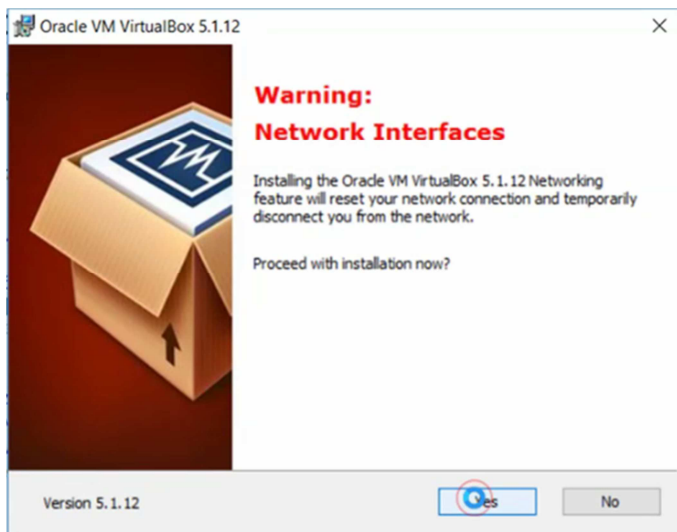 Oracle VM VirtualBox 5.1.12
Warning:
Network Interfaces
Installing the Oracle VM VirtualBox 5.1.12 Networking
feature will reset your network connection and temporarily
disconnect you from the network.
Proceed with installation now?
Version 5.1.12
Yes
No